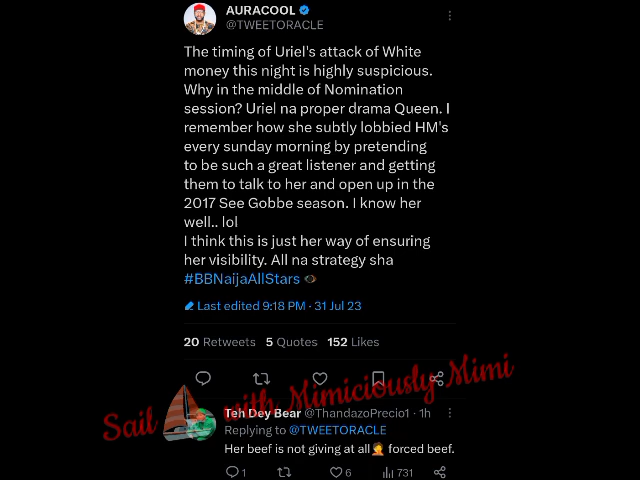 AURACOOL
@TWEETORACLE
The timing of Uriel's attack of White
money this night is highly suspicious.
Why in the middle of Nomination
session? Uriel na proper drama Queen. I
remember how she subtly lobbied HM's
every sunday morning by pretending
to be such a great listener and getting
them to talk to her and open up in the
2017 See Gobbe season. I know her
well.. lol
I think this is just her way of ensuring
her visibility. All na strategy sha
#BBNaijaAllStars
Last edited 9:18 PM · 31 Jul 23
20 Retweets 5 Quotes 152 Likes
Sail with Mimiciously Mimi
Teh Dey Bear @ThandazoPrecio1 · 1h
Replying to @TWEETORACLE
Her beef is not giving at all🤦 forced beef.
1 6 731